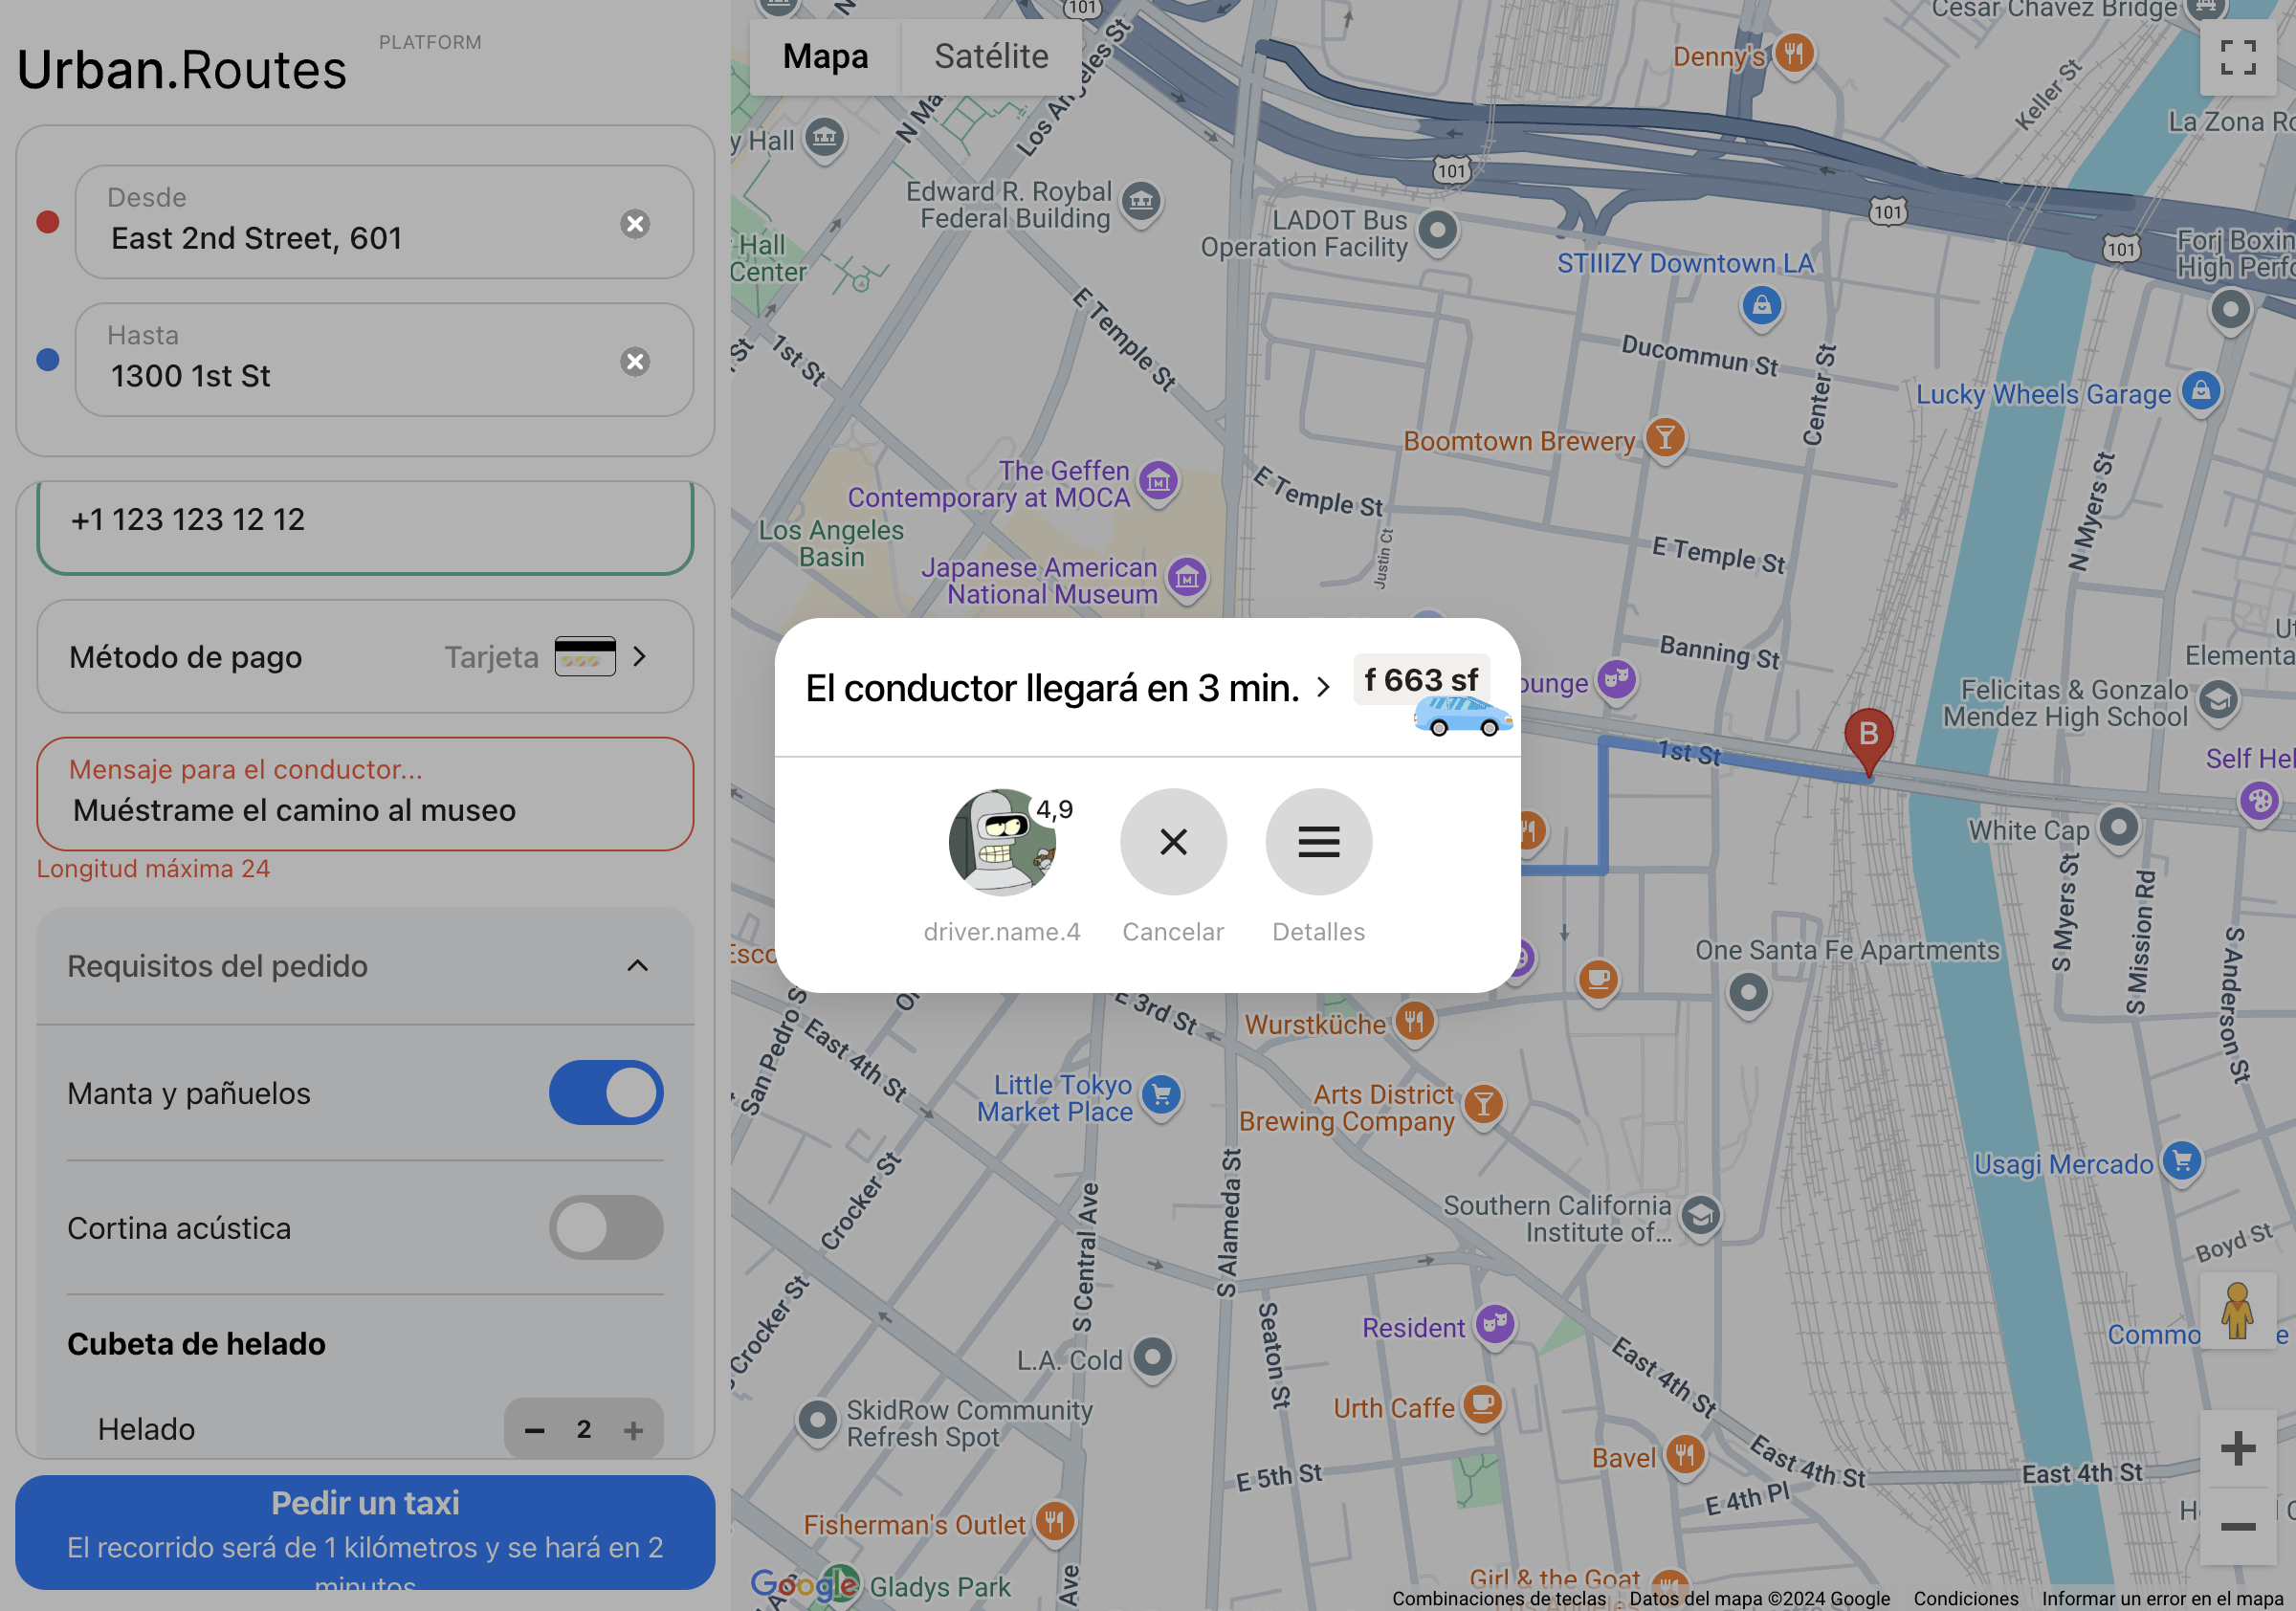 Urban.Routes
PLATFORM
Desde
East 2nd Street, 601
Hasta
1300 1st St
+1 123 123 12 12
Método de pago
Tarjeta
Mensaje para el conductor...
Muéstrame el camino al museo
Longitud máxima 24
Requisitos del pedido
Manta y pañuelos
Cortina acústica
Cubeta de helado
Helado
2
Pedir un taxi
El recorrido será de 1 kilómetros y se hará en 2
minutos
Mapa
Satélite
El conductor llegará en 3 min.
f 663 sf
4,9
driver.name.4
Cancelar
Detalles
101
Cesar Chavez Bridge
Denny's
Keller St
La Zona Ro
N Ma
Los Angeles St
y Hall
101
Edward R. Roybal
Federal Building
LADOT Bus
Operation Facility
101
101
Forj Boxin
High Perfo
-Hall
Center
STIIIZY Downtown LA
E Temple St
1st St
St
Ducommun St
Center St
Lucky Wheels Garage
Boomtown Brewery
The Geffen
Contemporary at MOCA
E Temple St
N Myers St
Los Angeles
Basin
Justin Ct
E Temple St
Japanese American
National Museum
Banning St
Ut
Elementa
ounge
Felicitas & Gonzalo
Mendez High School
B
1st St
Self Hel
White Cap
S Myers St
S Mission Rd
S Anderson St
Esco
One Santa Fe Apartments
San Pedro S
E 3rd St
Wurstküche
East 4th St
Little Tokyo
Market Place
Arts District
Brewing Company
Crocker St
S Central Ave
S Alameda St
Usagi Mercado
Southern California
Institute of...
Boyd St
Crocker St
Seaton St
Resident
Commo
e
L.A. Cold
East 4th St
SkidRow Community
Refresh Spot
Urth Caffe
Bavel
East 4th St
East 4th St
E 5th St
E 4th Pl
Fisherman's Outlet
Ave
Google
Gladys Park
Girl & the Goat
Los Angeles
Combinaciones de teclas
Datos del mapa ©2024 Google
Condiciones
Informar un error en el mapa